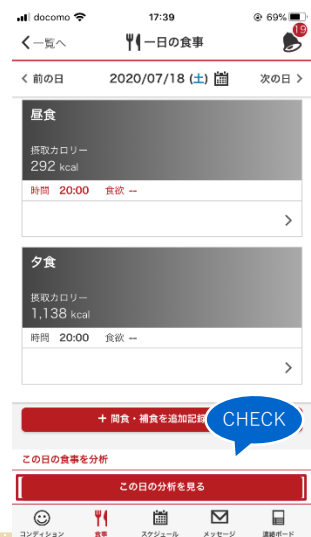 docomo 17:39 69%
一覧へ 一日の食事 19
前の日 2020/07/18 (土) 次の日
昼食
摂取カロリー
292 kcal
時間 20:00 食欲 --
夕食
摂取カロリー
1,138 kcal
時間 20:00 食欲 --
+ 間食・補食を追加記録
CHECK
この日の食事を分析
この日の分析を見る
コンディション 食事 スケジュール メッセージ 連絡ボード